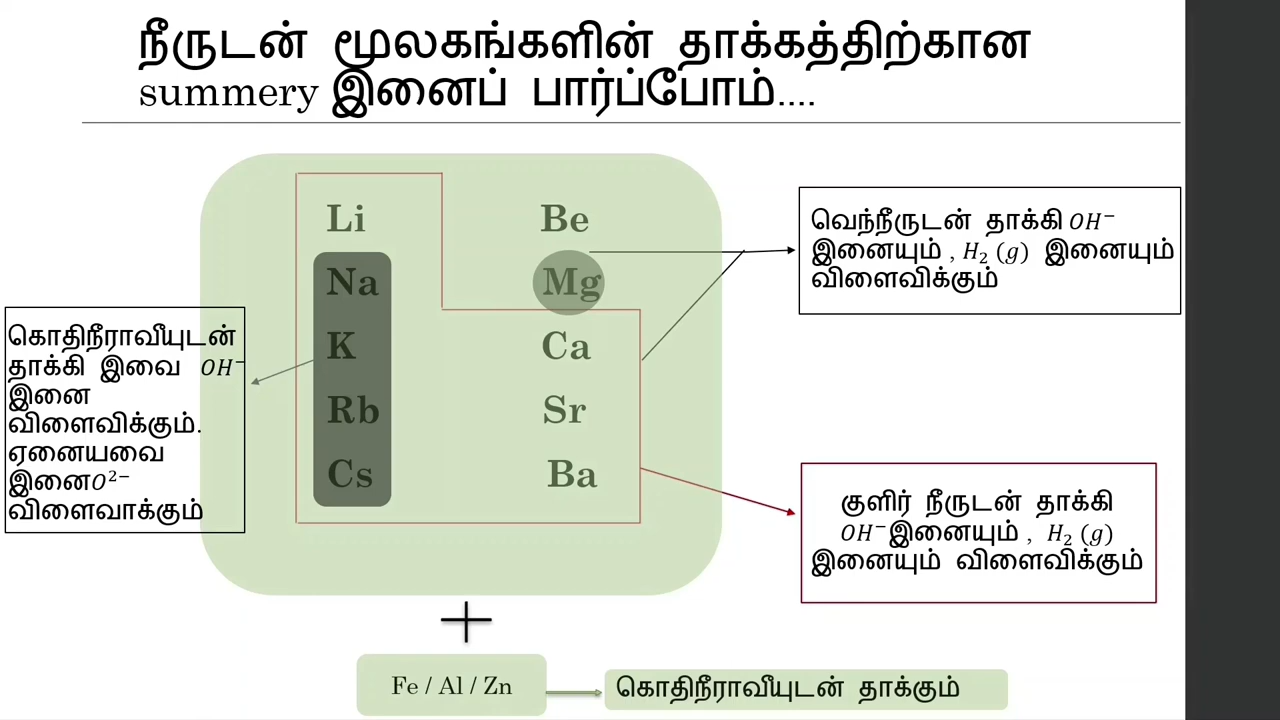 நீருடன் மூலகங்களின் தாக்கத்திற்கான
summery இனைப் பார்ப்போம்....
Li
Be
Na
Mg
K
Ca
Rb
Sr
Cs
Ba
வெந்நீருடன் தாக்கி OH⁻
இனையும் , H₂ (g) இனையும்
விளைவிக்கும்
கொதிநீராவீயுடன்
தாக்கி இவை OH⁻
இனை
விளைவிக்கும்.
ஏனையவை
இனைO²⁻
விளைவாக்கும்
குளிர் நீருடன் தாக்கி
OH⁻இனையும் , H₂ (g)
இனையும் விளைவிக்கும்
Fe / Al / Zn
கொதிநீராவீயுடன் தாக்கும்